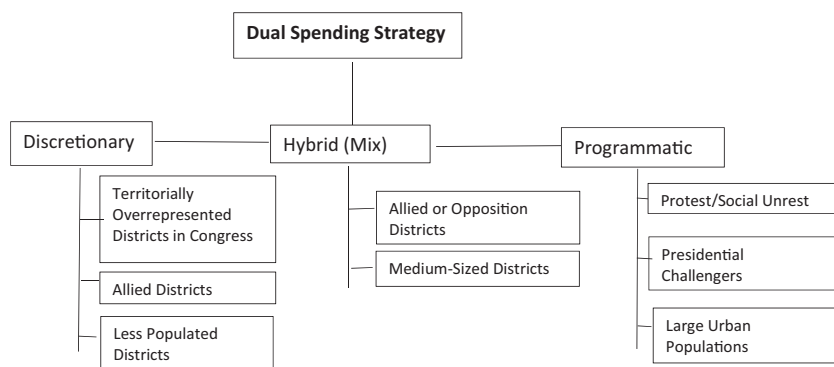 Dual Spending Strategy
Discretionary
Hybrid (Mix)
Programmatic
Territorially
Overrepresented
Districts in Congress
Allied Districts
Less Populated
Districts
Allied or Opposition
Districts
Medium-Sized Districts
Protest/Social Unrest
Presidential
Challengers
Large Urban
Populations